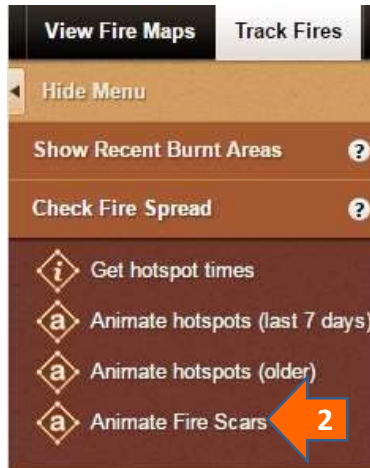 View Fire Maps Track Fires
Hide Menu
Show Recent Burnt Areas ?
Check Fire Spread ?
i Get hotspot times
a Animate hotspots (last 7 days)
a Animate hotspots (older)
a Animate Fire Scars 2